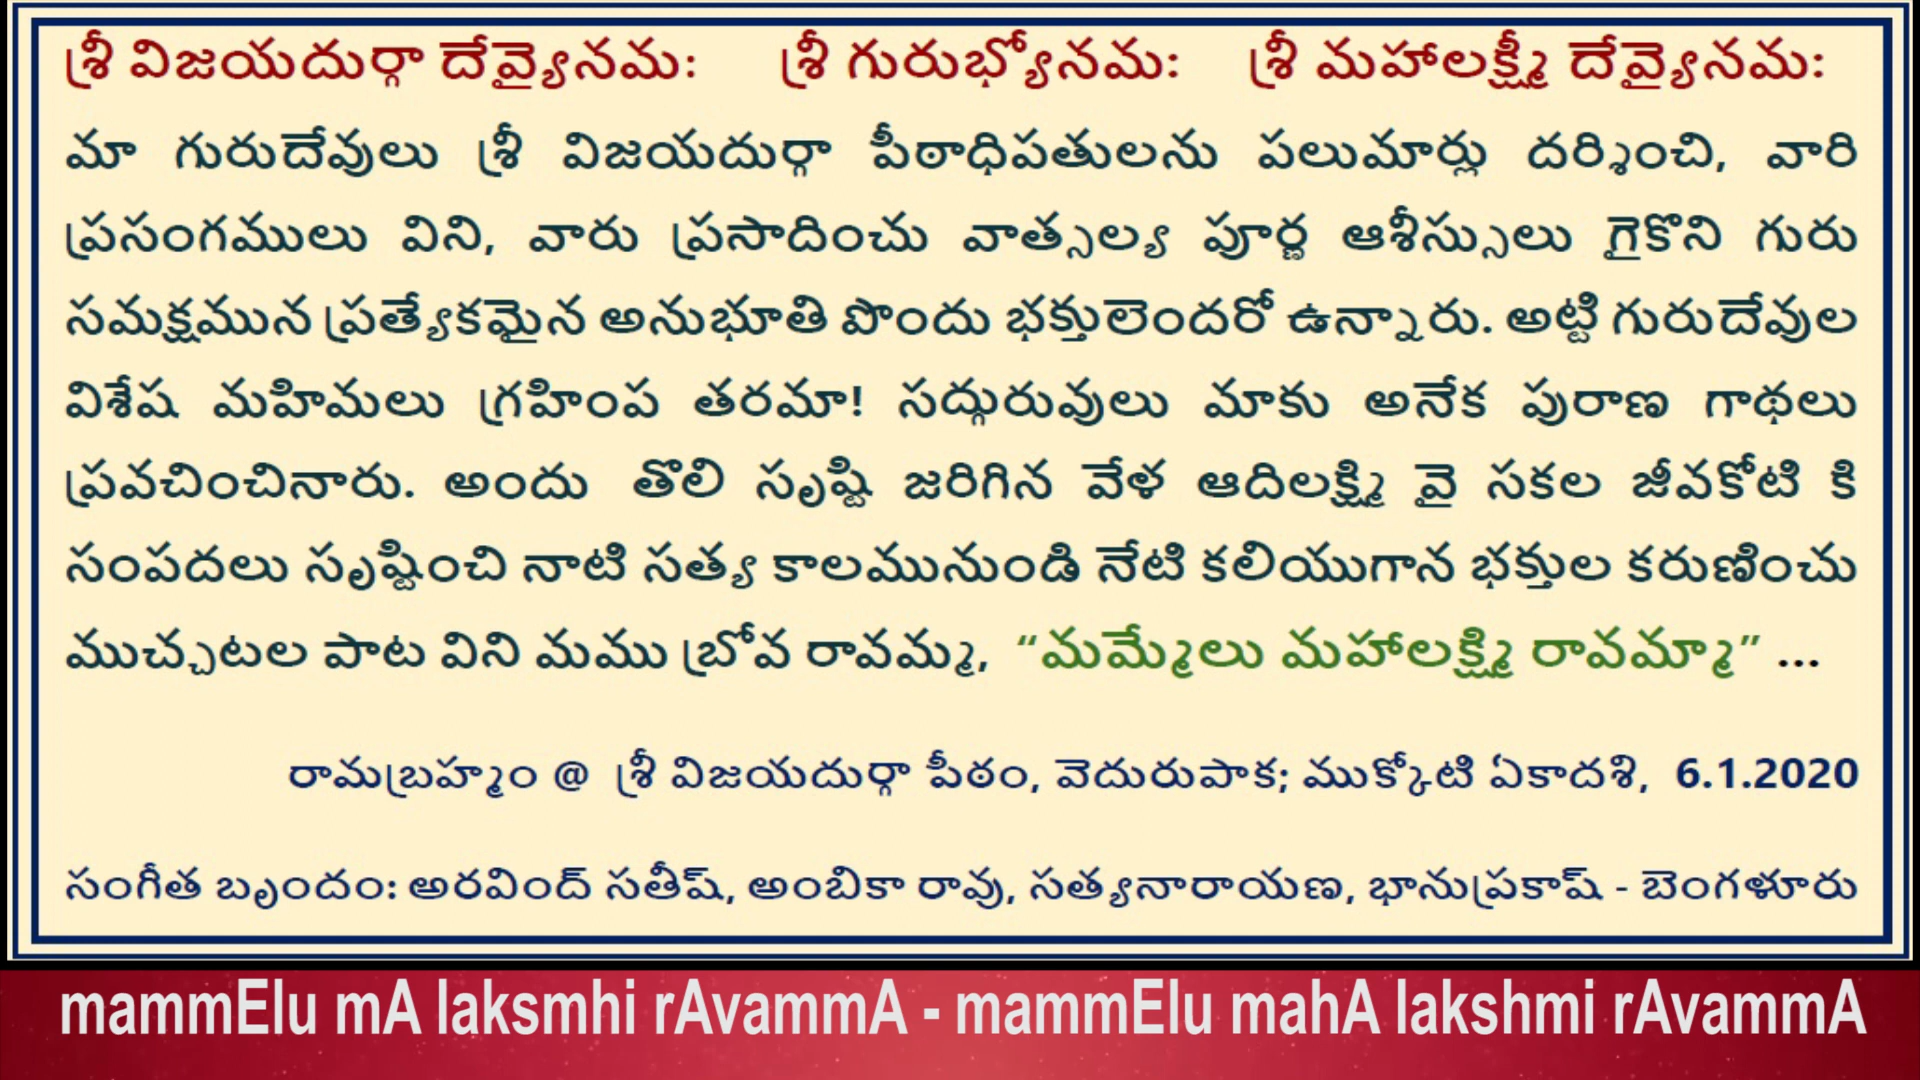 శ్రీ విజయదుర్గా దేవ్యైనమః శ్రీ గురుభ్యోనమః శ్రీ మహాలక్ష్మీ దేవ్యైనమః
మా గురుదేవులు శ్రీ విజయదుర్గా పీఠాధిపతులను పలుమార్లు దర్శించి, వారి
ప్రసంగములు విని, వారు ప్రసాదించు వాత్సల్య పూర్ణ ఆశీస్సులు గైకొని గురు
సమక్షమున ప్రత్యేకమైన అనుభూతి పొందు భక్తులెందరో ఉన్నారు. అట్టి గురుదేవుల
విశేష మహిమలు గ్రహింప తరమా! సద్గురువులు మాకు అనేక పురాణ గాథలు
ప్రవచించినారు. అందు తొలి సృష్టి జరిగిన వేళ ఆదిలక్ష్మి వై సకల జీవకోటి కి
సంపదలు సృష్టించి నాటి సత్య కాలమునుండి నేటి కలియుగాన భక్తుల కరుణించు
ముచ్చటల పాట విని మము బ్రోవ రావమ్మ, “మమ్మేలు మహాలక్ష్మి రావమ్మా” ...
రామబ్రహ్మం @ శ్రీ విజయదుర్గా పీఠం, వెదురుపాక; ముక్కోటి ఏకాదశి, 6.1.2020
సంగీత బృందం: అరవింద్ సతీష్, అంబికా రావు, సత్యనారాయణ, భానుప్రకాష్ - బెంగళూరు
mammElu mA laksmhi rAvammA - mammElu mahA lakshmi rAvammA